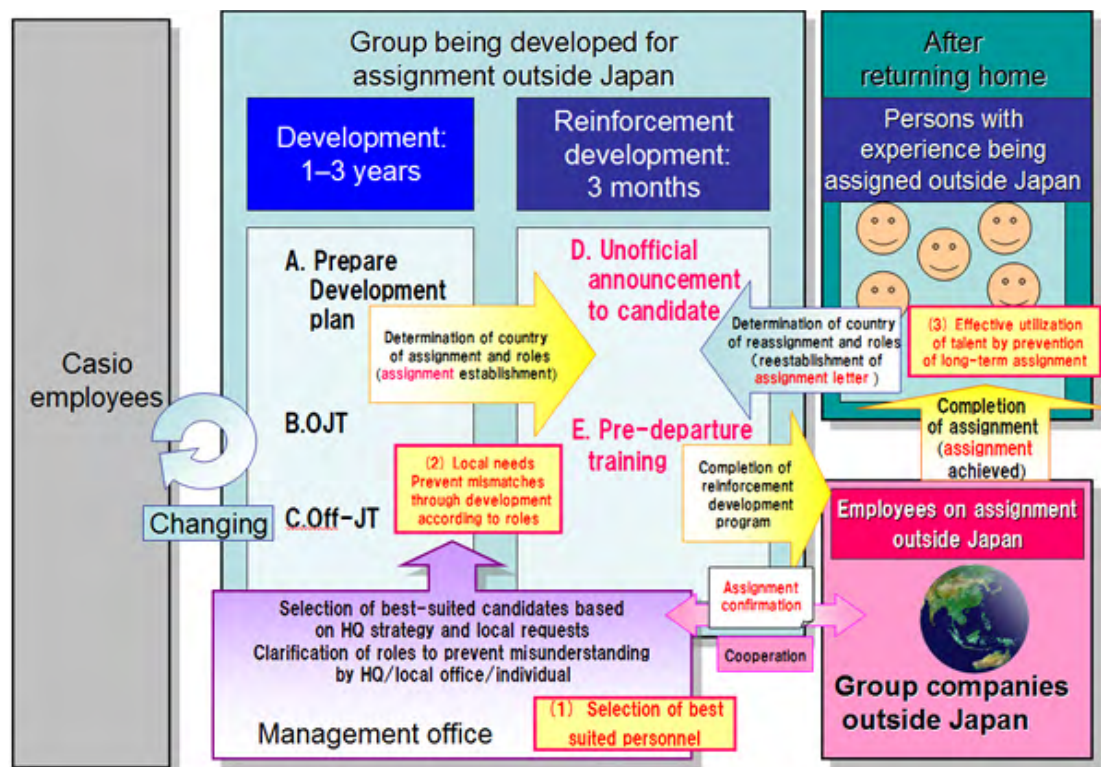 Casio
employees
Changing
Group being developed for
assignment outside Japan
Development:
1–3 years
Reinforcement
development:
3 months
A. Prepare
Development
plan
B.OJT
C.Off-JT
Determination of country
of assignment and roles
(assignment establishment)
(2) Local needs
Prevent mismatches
through development
according to roles
D. Unofficial
announcement
to candidate
E. Pre-departure
training
Determination of country
of reassignment and roles
(reestablishment of
assignment letter )
Completion of
reinforcement
development
program
Selection of best-suited candidates based
on HQ strategy and local requests
Clarification of roles to prevent misunderstanding
by HQ/local office/individual
Management office
(1) Selection of best
suited personnel
Assignment
confirmation
Cooperation
After
returning home
Persons with
experience being
assigned outside Japan
(3) Effective utilization
of talent by prevention
of long-term assignment
Completion
of assignment
(assignment
achieved)
Employees on assignment
outside Japan
Group companies
outside Japan